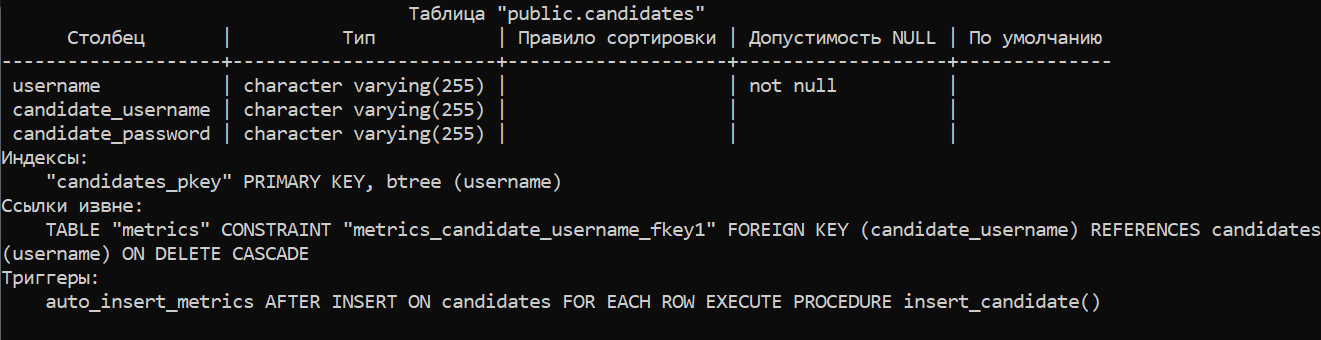 Таблица "public.candidates"
Столбец | Тип | Правило сортировки | Допустимость NULL | По умолчанию
--------------------+------------------------+--------------------+-------------------+--------------
username | character varying(255) | | not null |
candidate_username | character varying(255) | | |
candidate_password | character varying(255) | | |
Индексы:
"candidates_pkey" PRIMARY KEY, btree (username)
Ссылки извне:
TABLE "metrics" CONSTRAINT "metrics_candidate_username_fkey1" FOREIGN KEY (candidate_username) REFERENCES candidates
(username) ON DELETE CASCADE
Триггеры:
auto_insert_metrics AFTER INSERT ON candidates FOR EACH ROW EXECUTE PROCEDURE insert_candidate()